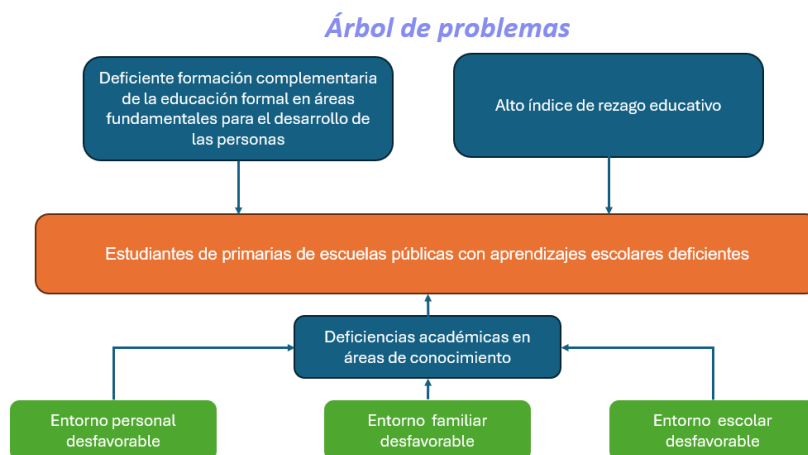 Árbol de problemas
Deficiente formación complementaria
de la educación formal en áreas
fundamentales para el desarrollo de
las personas
Alto índice de rezago educativo
Estudiantes de primarias de escuelas públicas con aprendizajes escolares deficientes
Deficiencias académicas en
áreas de conocimiento
Entorno personal
desfavorable
Entorno familiar
desfavorable
Entorno escolar
desfavorable